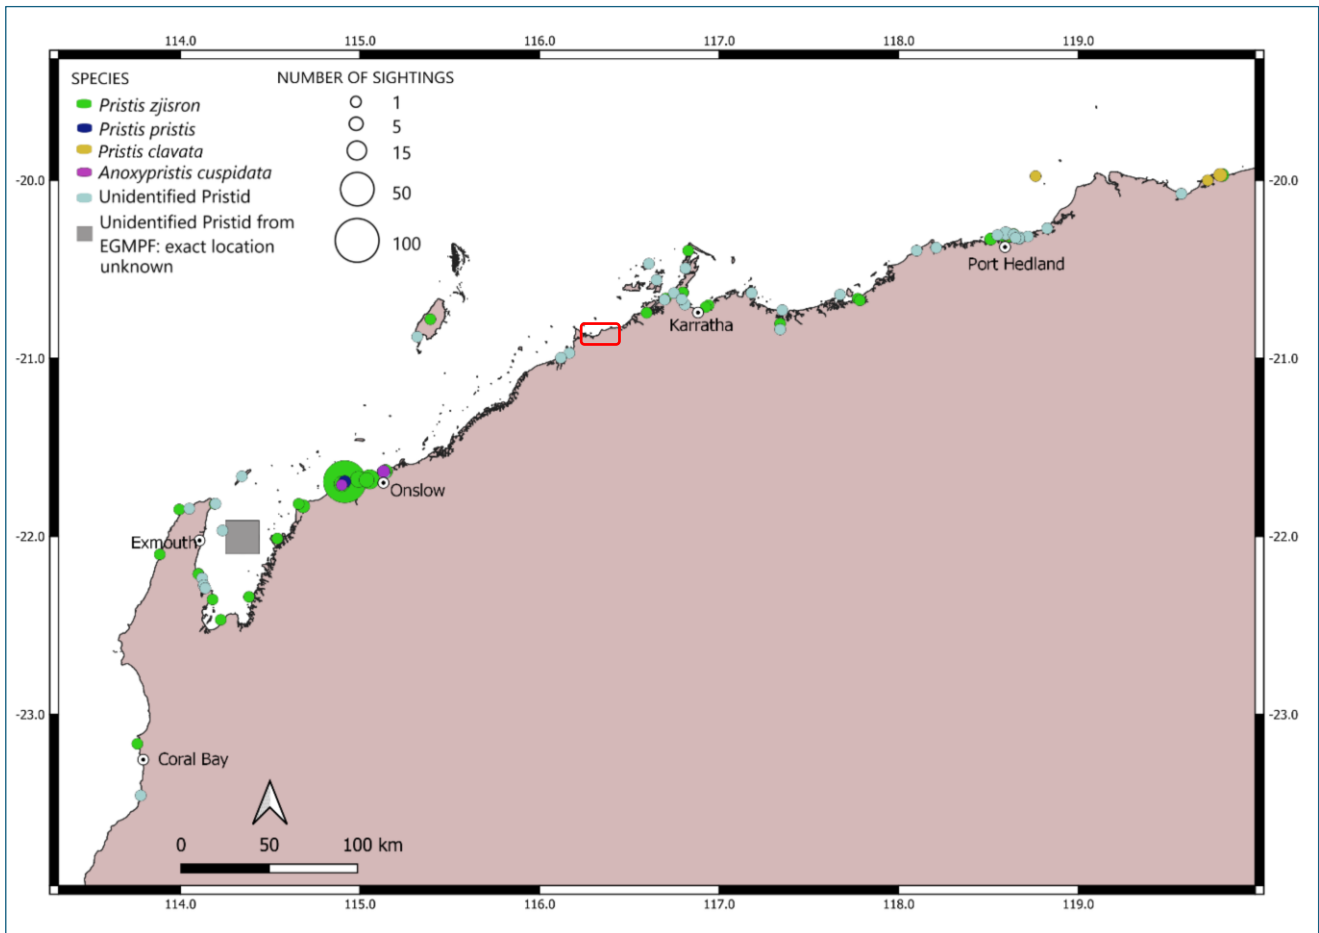 114.0 115.0 116.0 117.0 118.0 119.0
SPECIES
Pristis zjisron
Pristis pristis
Pristis clavata
Anoxypristis cuspidata
Unidentified Pristid
Unidentified Pristid from
EGMPF: exact location
unknown
NUMBER OF SIGHTINGS
1
5
15
50
100
-20.0 -20.0
Port Hedland
Karratha
-21.0 -21.0
Onslow
-22.0 -22.0
Exmouth
-23.0 -23.0
Coral Bay
0 50 100 km
114.0 115.0 116.0 117.0 118.0 119.0